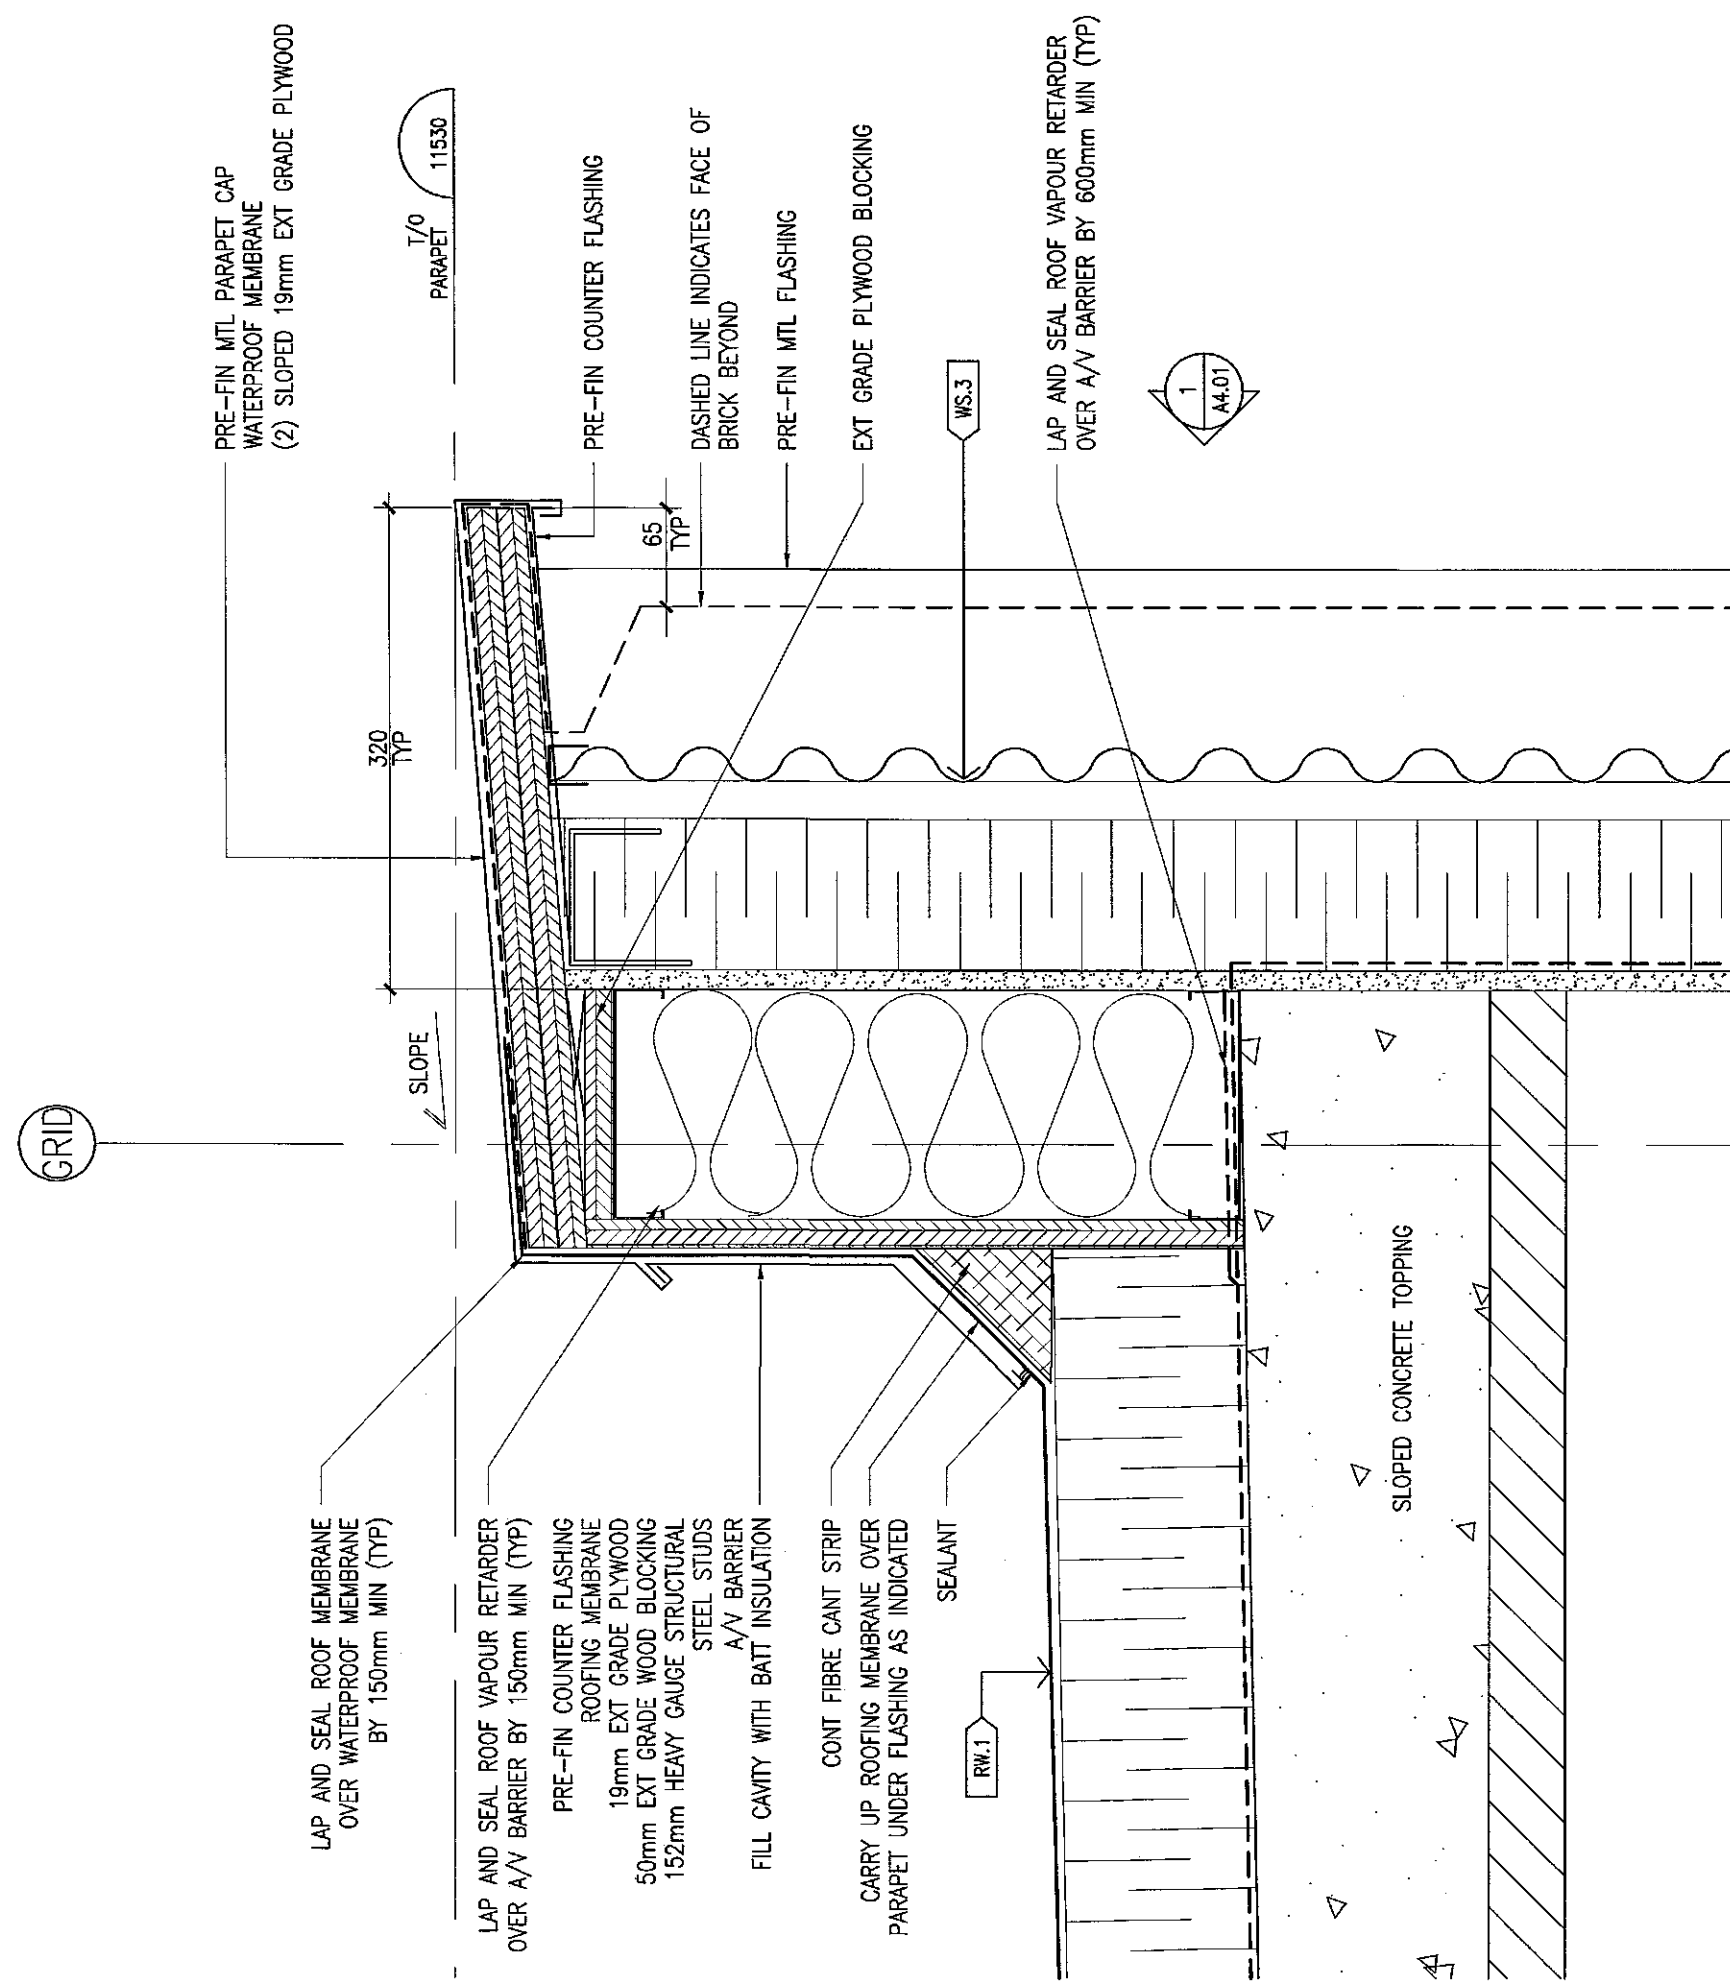 GRID
SLOPE
320
TYP
65
TYP
T/O
PARAPET
11530
PRE-FIN MTL PARAPET CAP
WATERPROOF MEMBRANE
(2) SLOPED 19mm EXT GRADE PLYWOOD
PRE-FIN COUNTER FLASHING
DASHED LINE INDICATES FACE OF
BRICK BEYOND
PRE-FIN MTL FLASHING
EXT GRADE PLYWOOD BLOCKING
WS.3
LAP AND SEAL ROOF VAPOUR RETARDER
OVER A/V BARRIER BY 600mm MIN (TYP)
1
A4.01
LAP AND SEAL ROOF MEMBRANE
OVER WATERPROOF MEMBRANE
BY 150mm MIN (TYP)
LAP AND SEAL ROOF VAPOUR RETARDER
OVER A/V BARRIER BY 150mm MIN (TYP)
PRE-FIN COUNTER FLASHING
ROOFING MEMBRANE
19mm EXT GRADE PLYWOOD
50mm EXT GRADE WOOD BLOCKING
152mm HEAVY GAUGE STRUCTURAL
STEEL STUDS
A/V BARRIER
FILL CAVITY WITH BATT INSULATION
CONT FIBRE CANT STRIP
CARRY UP ROOFING MEMBRANE OVER
PARAPET UNDER FLASHING AS INDICATED
SEALANT
RW.1
SLOPED CONCRETE TOPPING